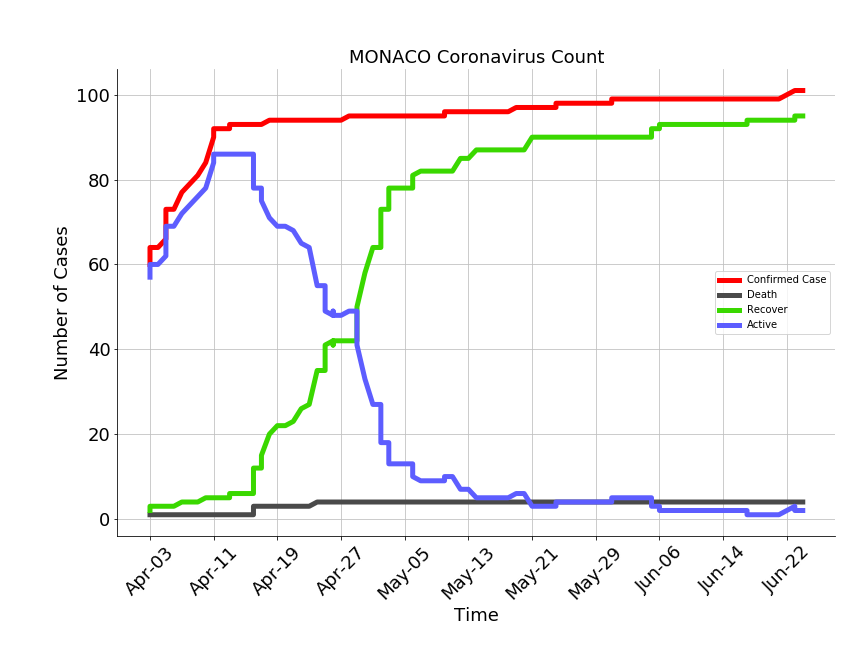 MONACO Coronavirus Count
Number of Cases
100
80
60
40
20
0
Confirmed Case
Death
Recover
Active
Apr-03
Apr-11
Apr-19
Apr-27
May-05
May-13
May-21
May-29
Jun-06
Jun-14
Jun-22
Time